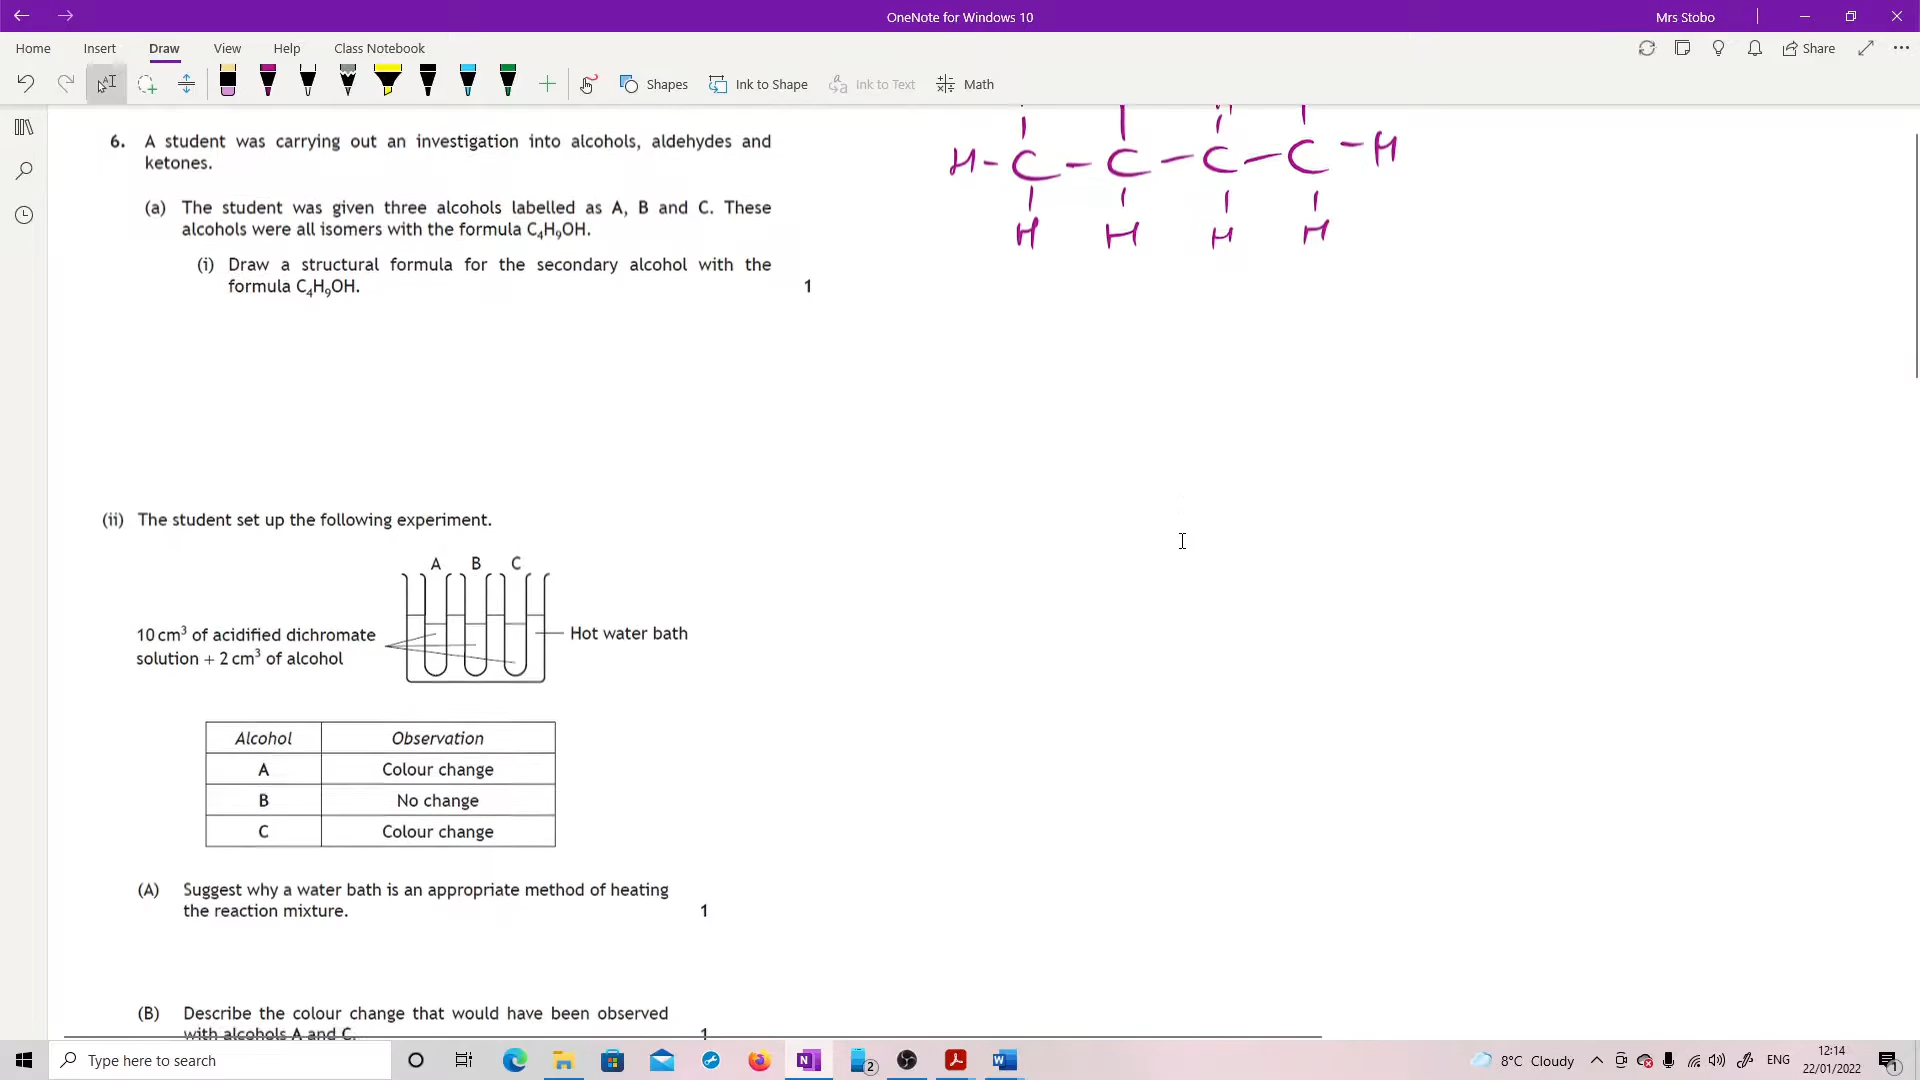 OneNote for Windows 10
Mrs Stobo
Home Insert Draw View Help Class Notebook
Share
Shapes Ink to Shape Ink to Text Math
6. A student was carrying out an investigation into alcohols, aldehydes and
ketones.
(a) The student was given three alcohols labelled as A, B and C. These
alcohols were all isomers with the formula C₄H₉OH.
(i) Draw a structural formula for the secondary alcohol with the
formula C₄H₉OH.
1
H-C-C-C-C-H
H H H H
(ii) The student set up the following experiment.
A B C
10 cm³ of acidified dichromate
solution + 2 cm³ of alcohol
Hot water bath
Alcohol Observation
A Colour change
B No change
C Colour change
(A) Suggest why a water bath is an appropriate method of heating
the reaction mixture.
1
(B) Describe the colour change that would have been observed
with alcohols A and C.
1
Type here to search
2
8°C Cloudy
ENG
12:14
22/01/2022
1